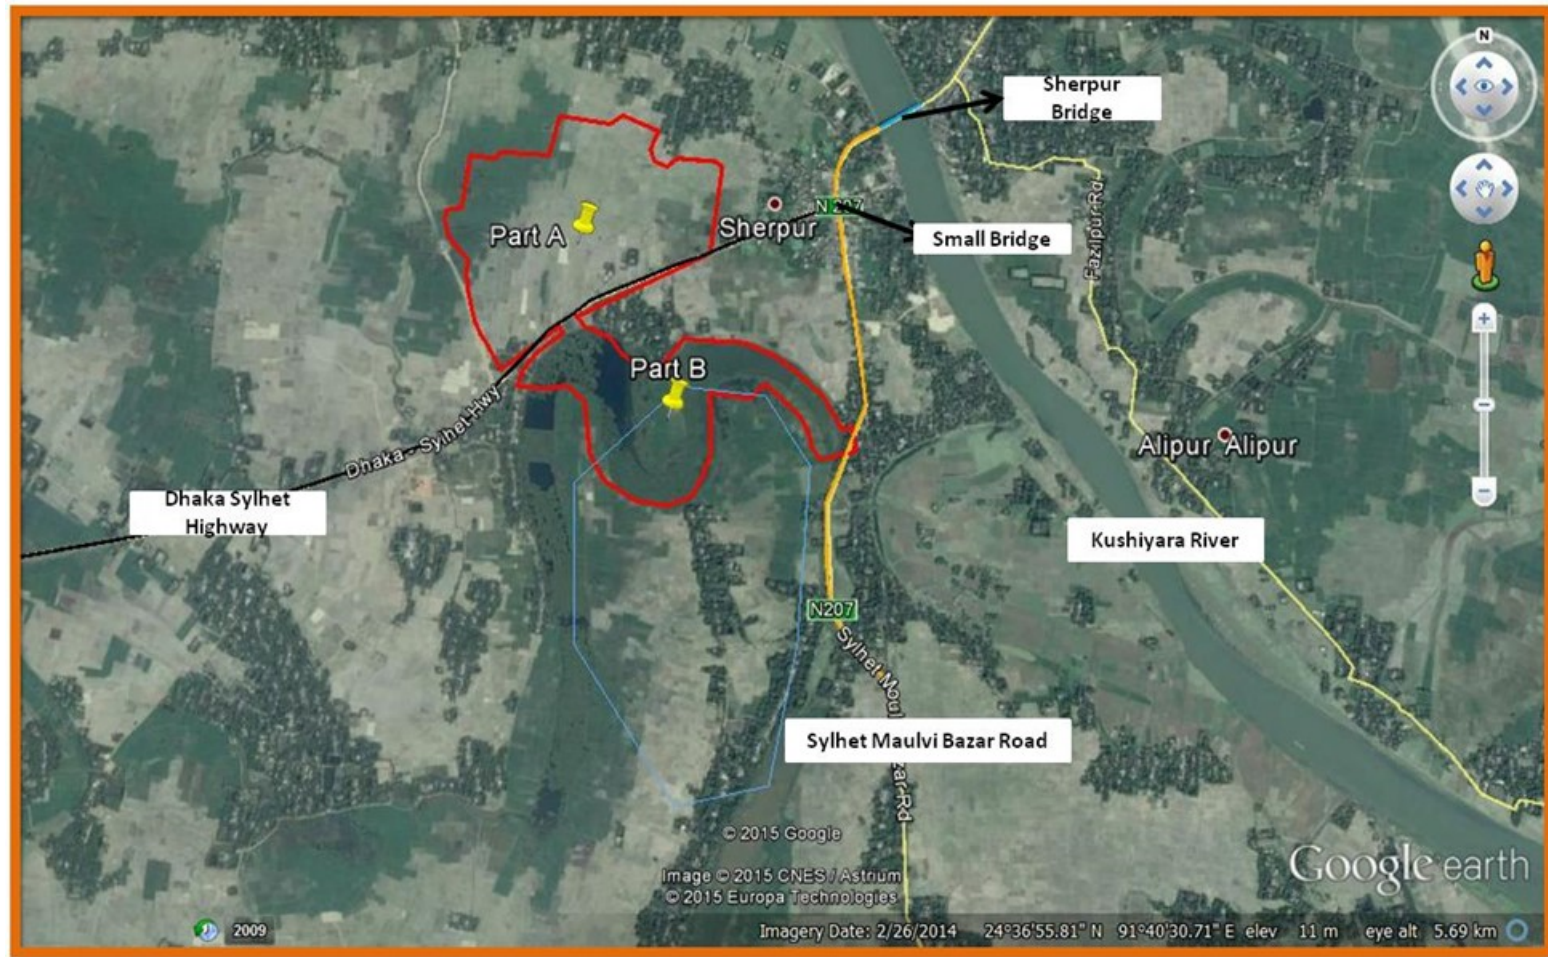 N
Sherpur
Bridge
N 207
Sherpur
Small Bridge
Part A
Fazilpur Rd
Part B
Dhaka - Sylhet Hwy
Alipur Alipur
Dhaka Sylhet
Highway
Kushiyara River
N207
Sylhet Maulvi Bazar Road
© 2015 Google
Google earth
Image © 2015 CNES / Astrium
© 2015 Europa Technologies
2009
Imagery Date: 2/26/2014 24°36'55.81" N 91°40'30.71" E elev 11 m eye alt 5.69 km